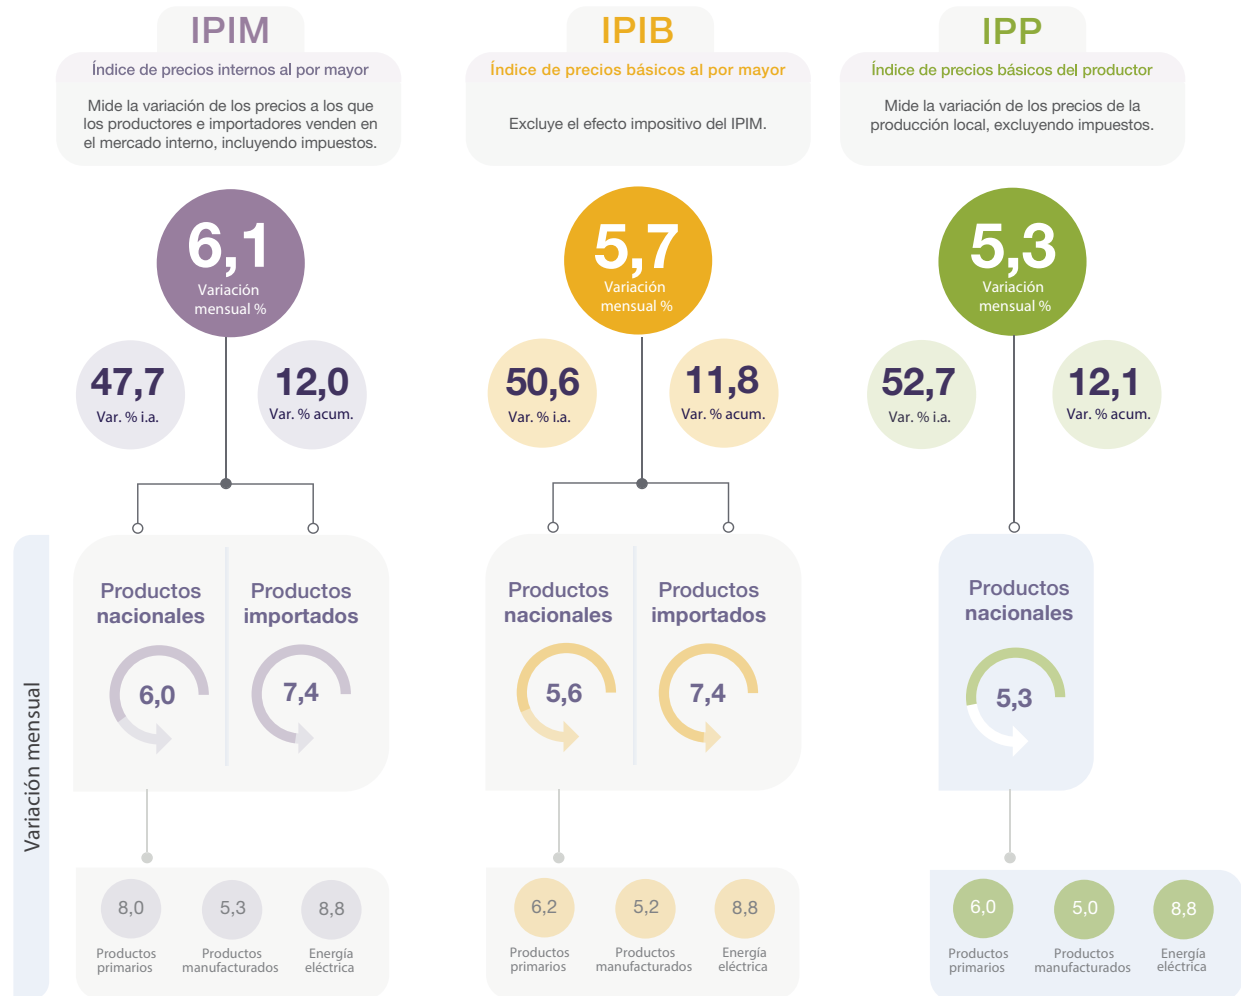 IPIM
Índice de precios internos al por mayor
Mide la variación de los precios a los que
los productores e importadores venden en
el mercado interno, incluyendo impuestos.
6,1
Variación
mensual %
47,7
Var. % i.a.
12,0
Var. % acum.
Productos
nacionales
6,0
Productos
importados
7,4
8,0
Productos
primarios
5,3
Productos
manufacturados
8,8
Energía
eléctrica
IPIB
Índice de precios básicos al por mayor
Excluye el efecto impositivo del IPIM.
5,7
Variación
mensual %
50,6
Var. % i.a.
11,8
Var. % acum.
Productos
nacionales
5,6
Productos
importados
7,4
6,2
Productos
primarios
5,2
Productos
manufacturados
8,8
Energía
eléctrica
IPP
Índice de precios básicos del productor
Mide la variación de los precios de la
producción local, excluyendo impuestos.
5,3
Variación
mensual %
52,7
Var. % i.a.
12,1
Var. % acum.
Productos
nacionales
5,3
6,0
Productos
primarios
5,0
Productos
manufacturados
8,8
Energía
eléctrica
Variación mensual